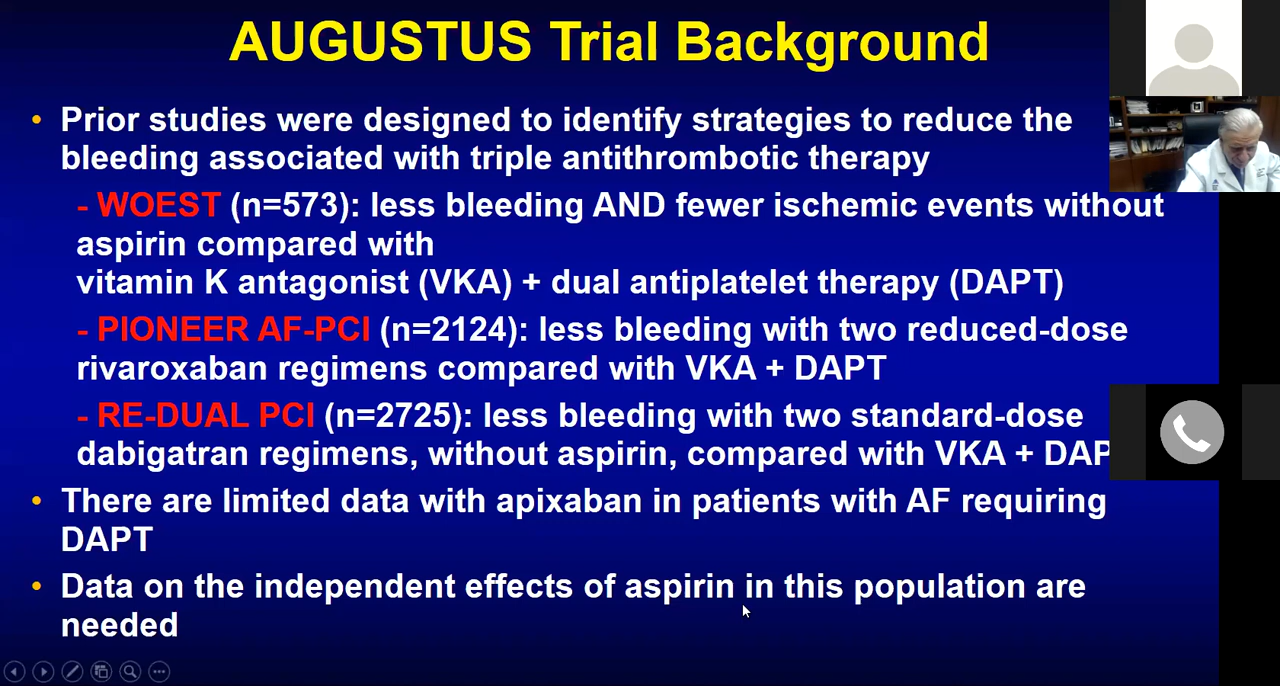 AUGUSTUS Trial Background
• Prior studies were designed to identify strategies to reduce the
bleeding associated with triple antithrombotic therapy
- WOEST (n=573): less bleeding AND fewer ischemic events without
aspirin compared with
vitamin K antagonist (VKA) + dual antiplatelet therapy (DAPT)
- PIONEER AF-PCI (n=2124): less bleeding with two reduced-dose
rivaroxaban regimens compared with VKA + DAPT
- RE-DUAL PCI (n=2725): less bleeding with two standard-dose
dabigatran regimens, without aspirin, compared with VKA + DAP
• There are limited data with apixaban in patients with AF requiring
DAPT
• Data on the independent effects of aspirin in this population are
needed